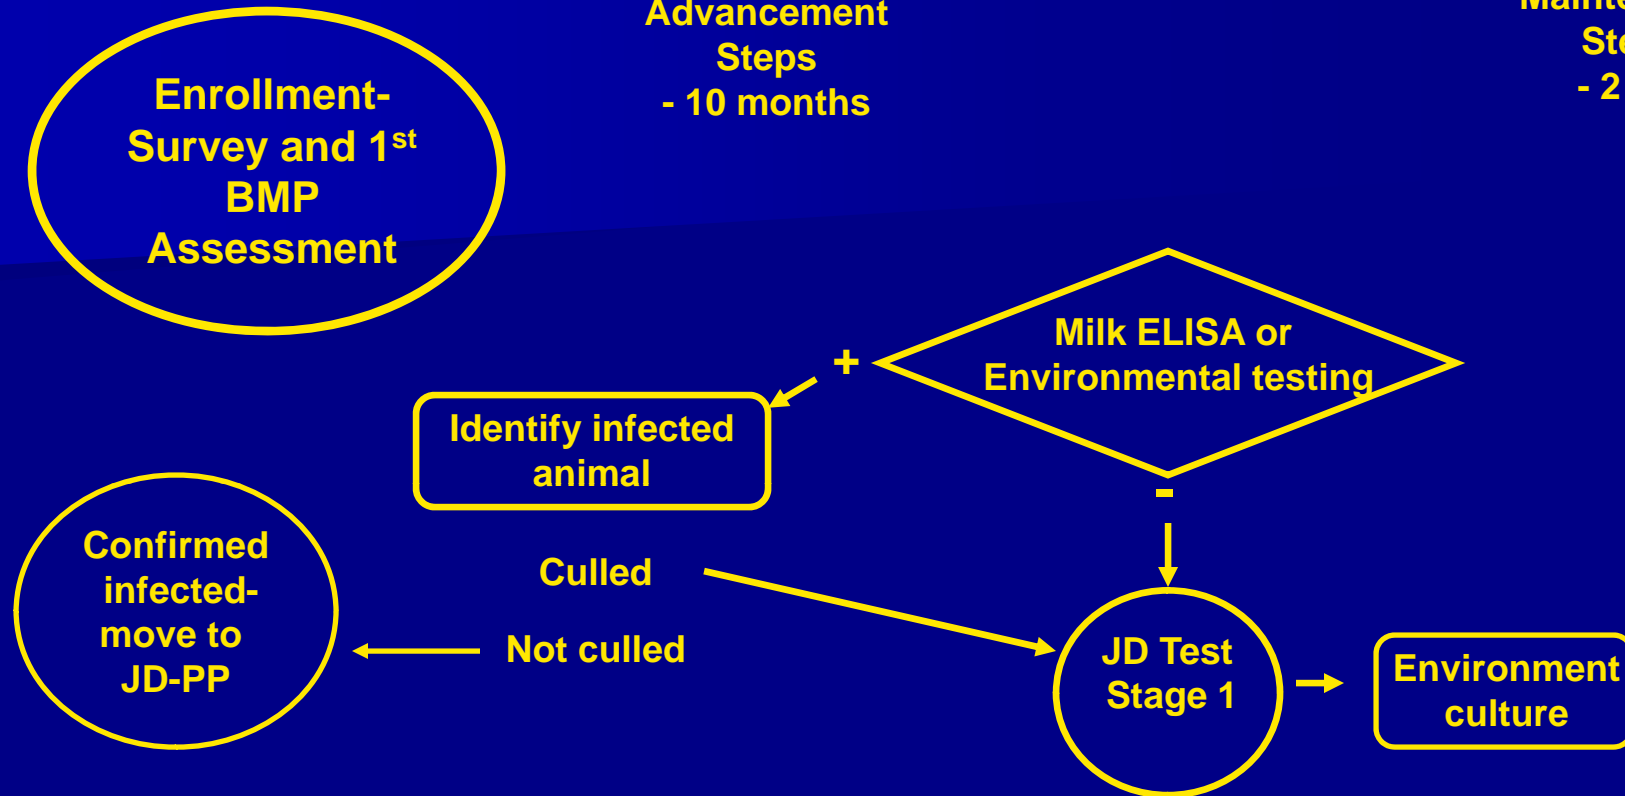 Advancement
Steps
- 10 months
- 2
Enrollment-
Survey and 1st
BMP
Assessment
Milk ELISA or
Environmental testing
+
-
Identify infected
animal
Culled
Not culled
Confirmed
infected-
move to
JD-PP
JD Test
Stage 1
Environment
culture